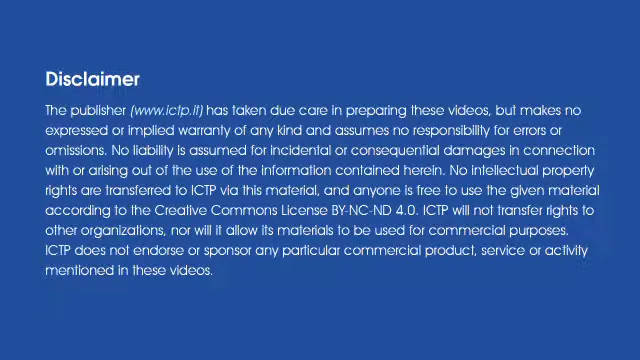 Disclaimer
The publisher (www.ictp.it) has taken due care in preparing these videos, but makes no
expressed or implied warranty of any kind and assumes no responsibility for errors or
omissions. No liability is assumed for incidental or consequential damages in connection
with or arising out of the use of the information contained herein. No intellectual property
rights are transferred to ICTP via this material, and anyone is free to use the given material
according to the Creative Commons License BY-NC-ND 4.0. ICTP will not transfer rights to
other organizations, nor will it allow its materials to be used for commercial purposes.
ICTP does not endorse or sponsor any particular commercial product, service or activity
mentioned in these videos.